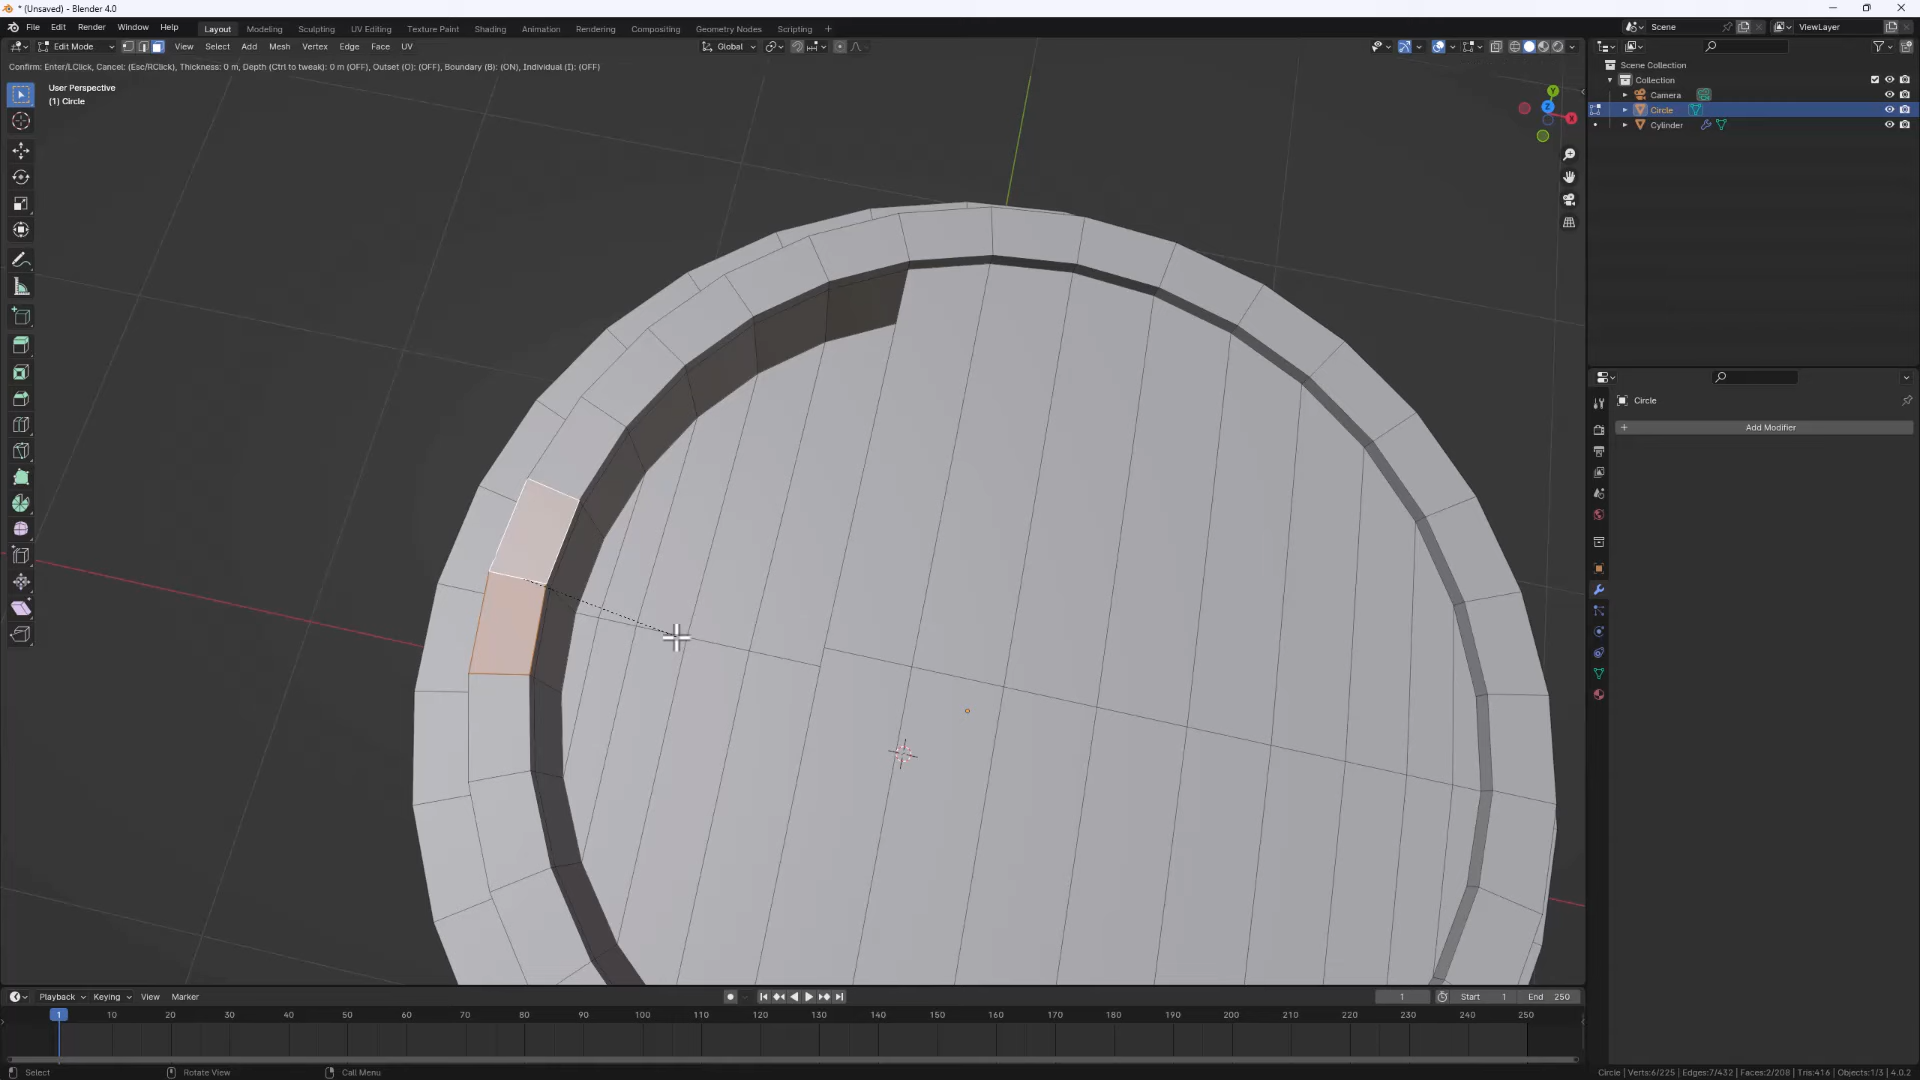 * (Unsaved) - Blender 4.0
File Edit Render Window Help Layout Modeling Sculpting UV Editing Texture Paint Shading Animation Rendering Compositing Geometry Nodes Scripting + Scene ViewLayer
Edit Mode View Select Add Mesh Vertex Edge Face UV Global
Confirm: Enter/LClick, Cancel: (Esc/RClick), Thickness: 0 m, Depth (Ctrl to tweak): 0 m (OFF), Outset (O): (OFF), Boundary (B): (ON), Individual (I): (OFF)
User Perspective
(1) Circle
Y
Z
X
Scene Collection
Collection
Camera
Circle
Cylinder
Circle
+ Add Modifier
Playback Keying View Marker 1 Start 1 End 250
1 10 20 30 40 50 60 70 80 90 100 110 120 130 140 150 160 170 180 190 200 210 220 230 240 250
Select Rotate View Call Menu Circle | Verts:6/225 | Edges:7/432 | Faces:2/208 | Tris:416 | Objects:1/3 | 4.0.2